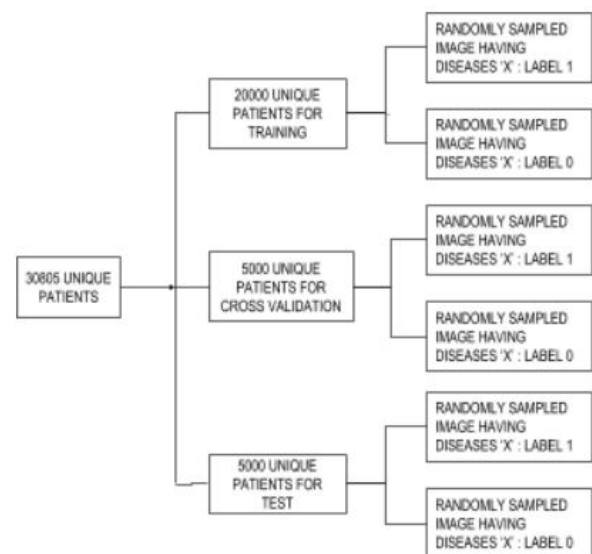 30805 UNIQUE
PATIENTS
20000 UNIQUE
PATIENTS FOR
TRAINING
RANDOMLY SAMPLED
IMAGE HAVING
DISEASES 'X' : LABEL 1
RANDOMLY SAMPLED
IMAGE HAVING
DISEASES 'X' : LABEL 0
5000 UNIQUE
PATIENTS FOR
CROSS VALIDATION
RANDOMLY SAMPLED
IMAGE HAVING
DISEASES 'X' : LABEL 1
RANDOMLY SAMPLED
IMAGE HAVING
DISEASES 'X' : LABEL 0
5000 UNIQUE
PATIENTS FOR
TEST
RANDOMLY SAMPLED
IMAGE HAVING
DISEASES 'X' : LABEL 1
RANDOMLY SAMPLED
IMAGE HAVING
DISEASES 'X' : LABEL 0